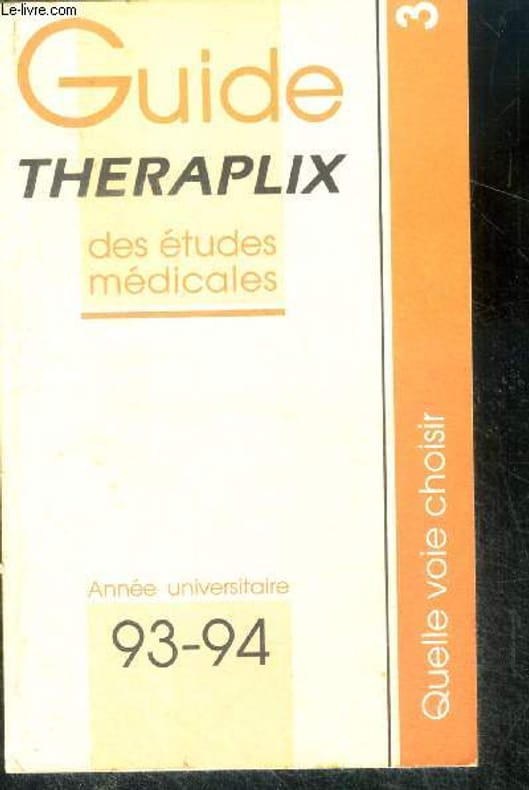 Le-livre.com
Guide
THERAPLIX
des études
médicales
Année universitaire
93-94
3
Quelle voie choisir